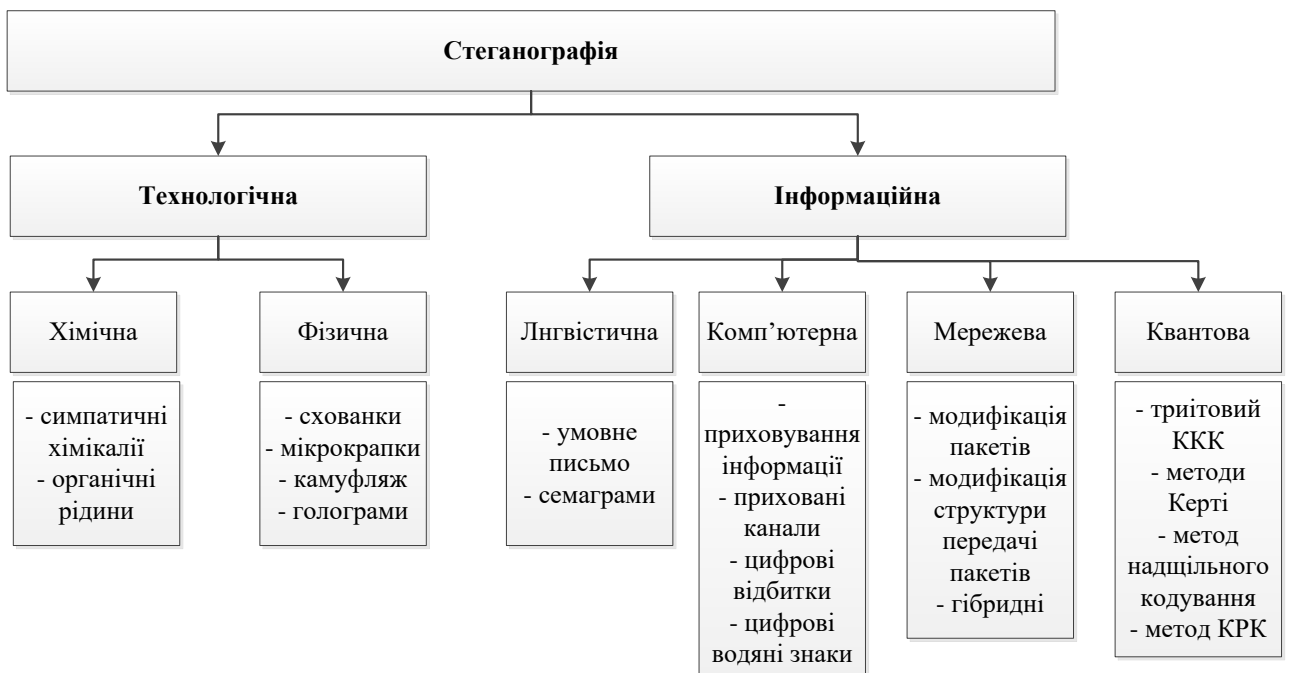 Стеганографія
Технологічна
Інформаційна
Хімічна
Фізична
Лнгвістична
Комп’ютерна
Мережева
Квантова
- симпатичні
хімікалії
- органічні
рідини
- схованки
- мікрокрапки
- камуфляж
- голограми
- умовне
письмо
- семаграми
-
приховування
інформації
- приховані
канали
- цифрові
відбитки
- цифрові
водяні знаки
- модифікація
пакетів
- модифікація
структури
передачі
пакетів
- гібридні
- триітовий
ККК
- методи
Керті
- метод
надщільного
кодування
- метод КРК